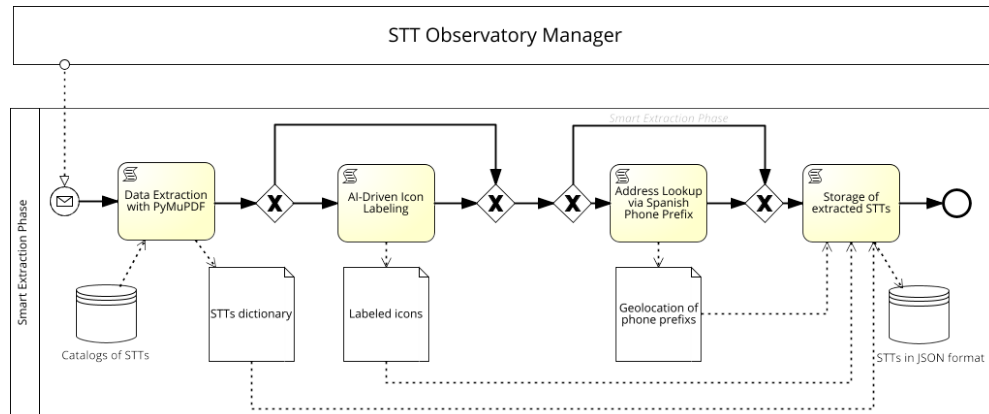 STT Observatory Manager
Smart Extraction Phase
Smart Extraction Phase
Data Extraction
with PyMuPDF
X
AI-Driven Icon
Labeling
X
X
Address Lookup
via Spanish
Phone Prefix
X
Storage of
extracted STTs
Catalogs of STTs
STTs dictionary
Labeled icons
Geolocation of
phone prefixs
STTs in JSON format